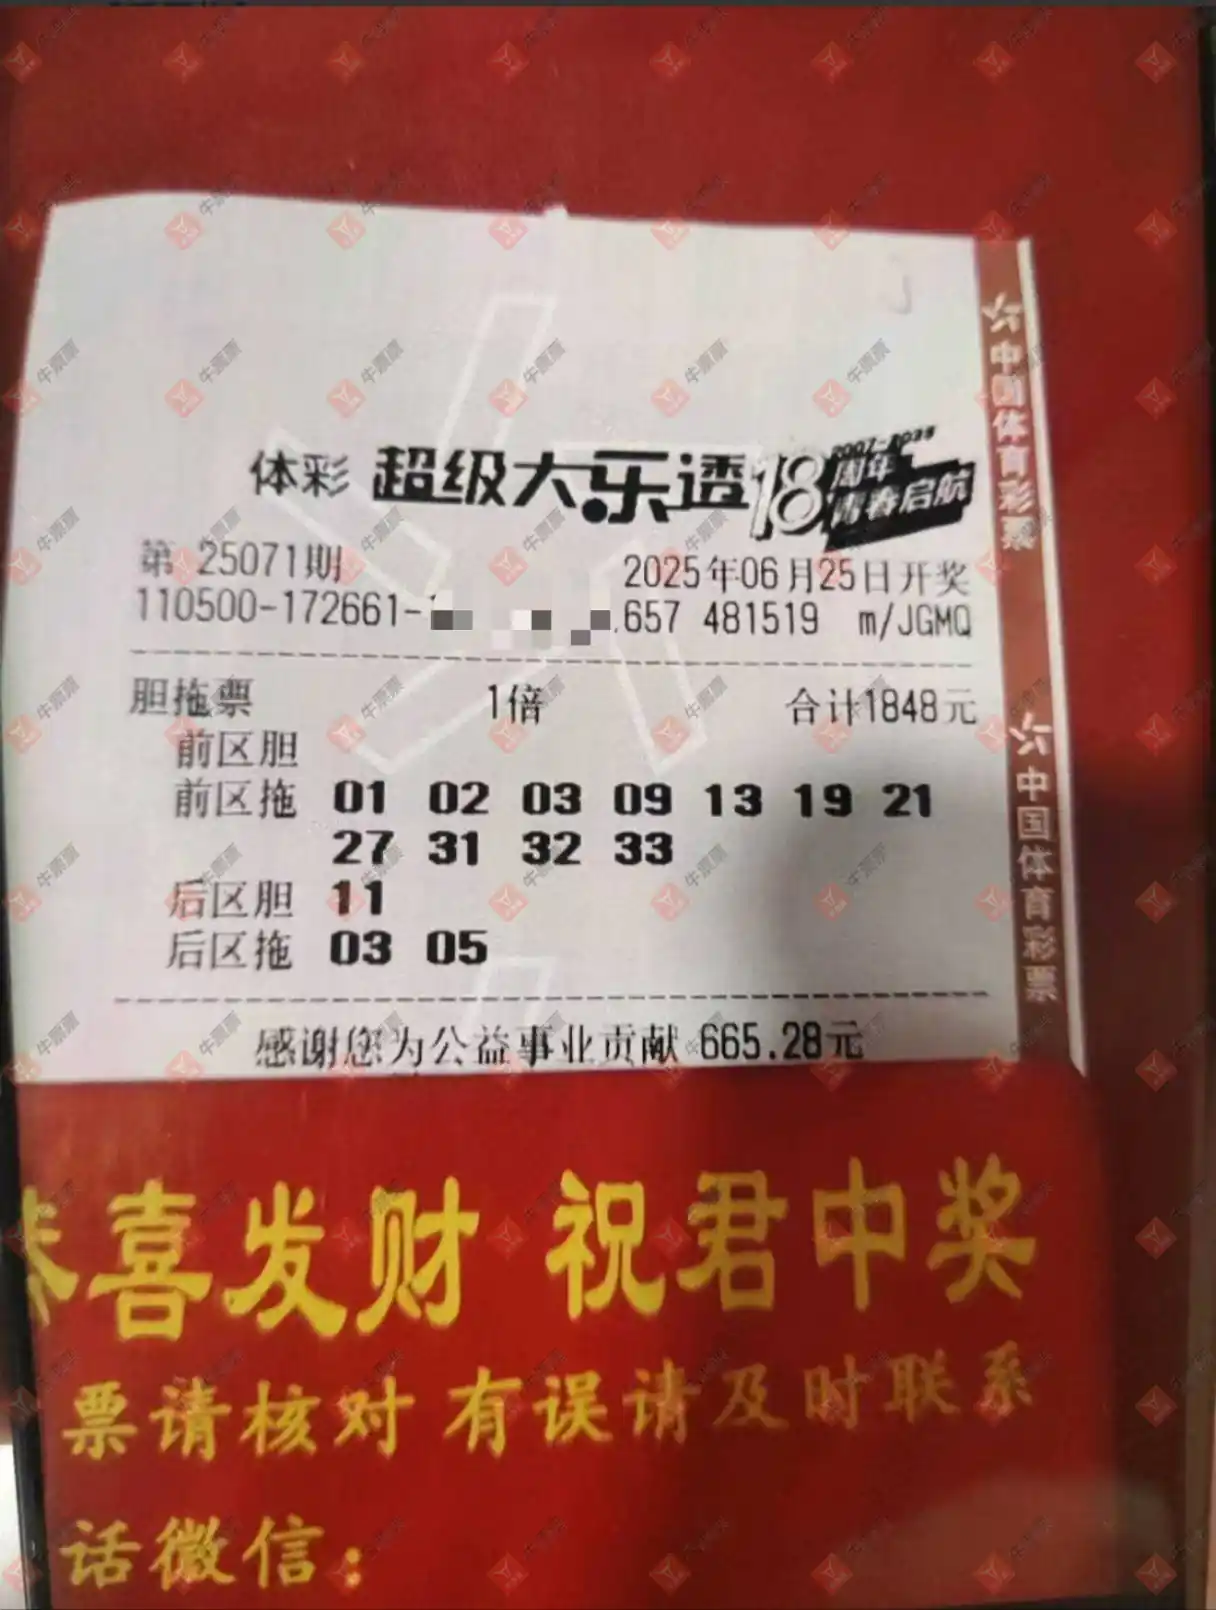 体彩 超级大乐透 18 2007-2025 周年 青春启航
第 25071期 2025年06月25日开奖
110500-172661- .657 481519 m/JGMQ
胆拖票 1倍 合计1848元
前区胆
前区拖 01 02 03 09 13 19 21
27 31 32 33
后区胆 11
后区拖 03 05
感谢您为公益事业贡献 665.28元
中国体育彩票
中国体育彩票
恭喜发财 祝君中奖
票请核对 有误请及时联系
话微信:
牛票票